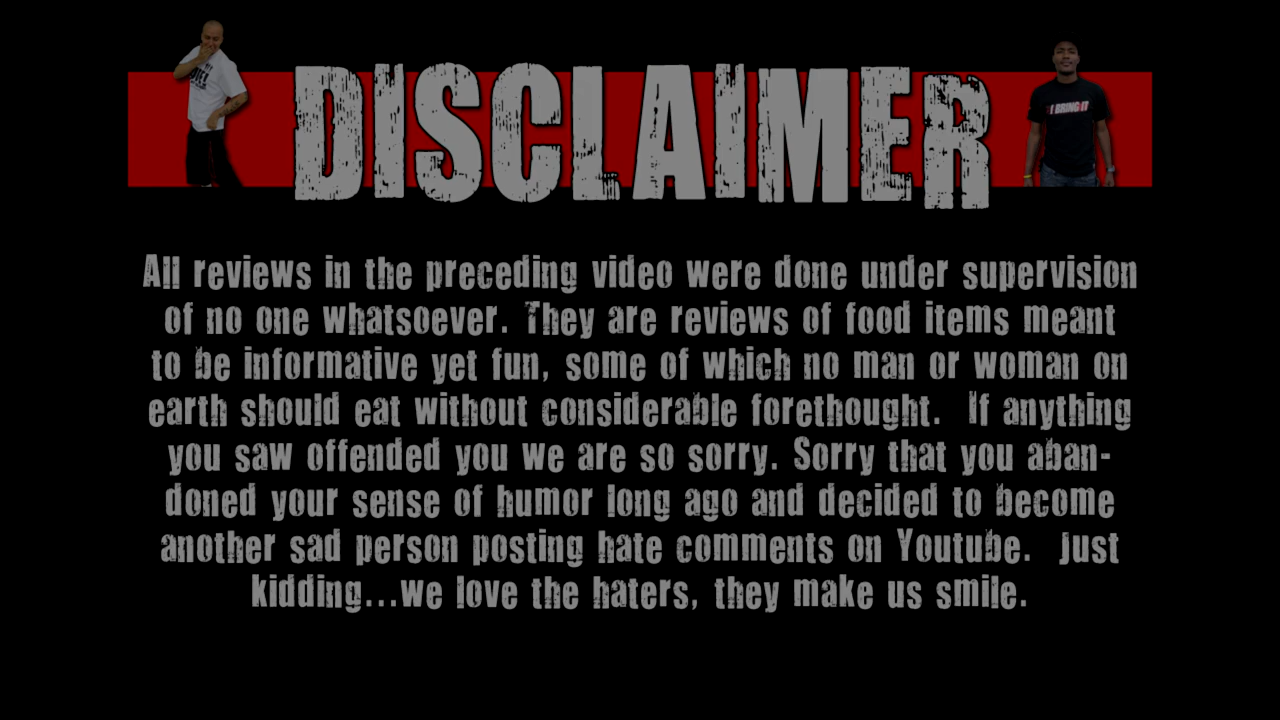 DISCLAIMER
I BRING IT
All reviews in the preceding video were done under supervision
of no one whatsoever. They are reviews of food items meant
to be informative yet fun, some of which no man or woman on
earth should eat without considerable forethought. If anything
you saw offended you we are so sorry. Sorry that you aban-
doned your sense of humor long ago and decided to become
another sad person posting hate comments on Youtube. Just
kidding...we love the haters, they make us smile.